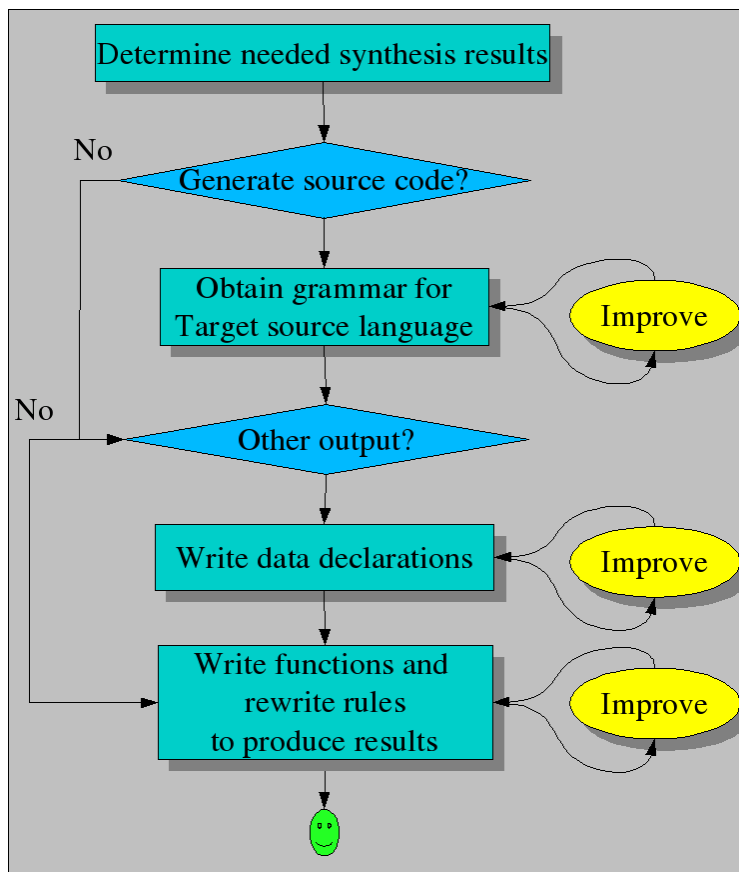 Determine needed synthesis results
No
Generate source code?
Obtain grammar for
Target source language
Improve
No
Other output?
Write data declarations
Improve
Write functions and
rewrite rules
to produce results
Improve